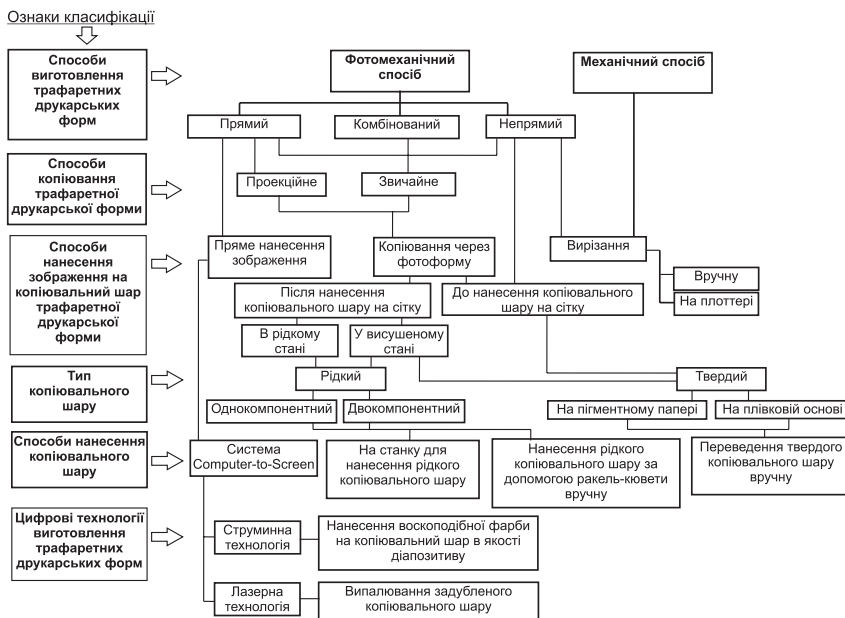 Ознаки класифікації
Способи
виготовлення
трафаретних
друкарських
форм
Фотомеханічний
спосіб
Механічний спосіб
Прямий
Комбінований
Непрямий
Способи
копіювання
трафаретної
друкарської форми
Проекційне
Звичайне
Способи
нанесення
зображення на
копіювальний шар
трафаретної
друкарської
форми
Пряме нанесення
зображення
Копіювання через
фотоформу
Вирізання
Вручну
На плоттері
Після нанесення
копіювального шару на сітку
До нанесення копіювального
шару на сітку
В рідкому
стані
У висушеному
стані
Тип
копіювального
шару
Рідкий
Твердий
Однокомпонентний
Двокомпонентний
На пігментному папері
На плівковій основі
Способи нанесення
копіювального
шару
Система
Computer-to-Screen
На станку для
нанесення рідкого
копіювального
шару
Нанесення рідкого
копіювального шару за
допомогою ракель-кювети
вручну
Переведення твердого
копіювального шару
вручну
Цифрові технології
виготовлення
трафаретних
друкарських форм
Струминна
технологія
Нанесення воскоподібної фарби
на копіювальний шар в якості
діапозитиву
Лазерна
технологія
Випалювання задубленого
копіювального шару